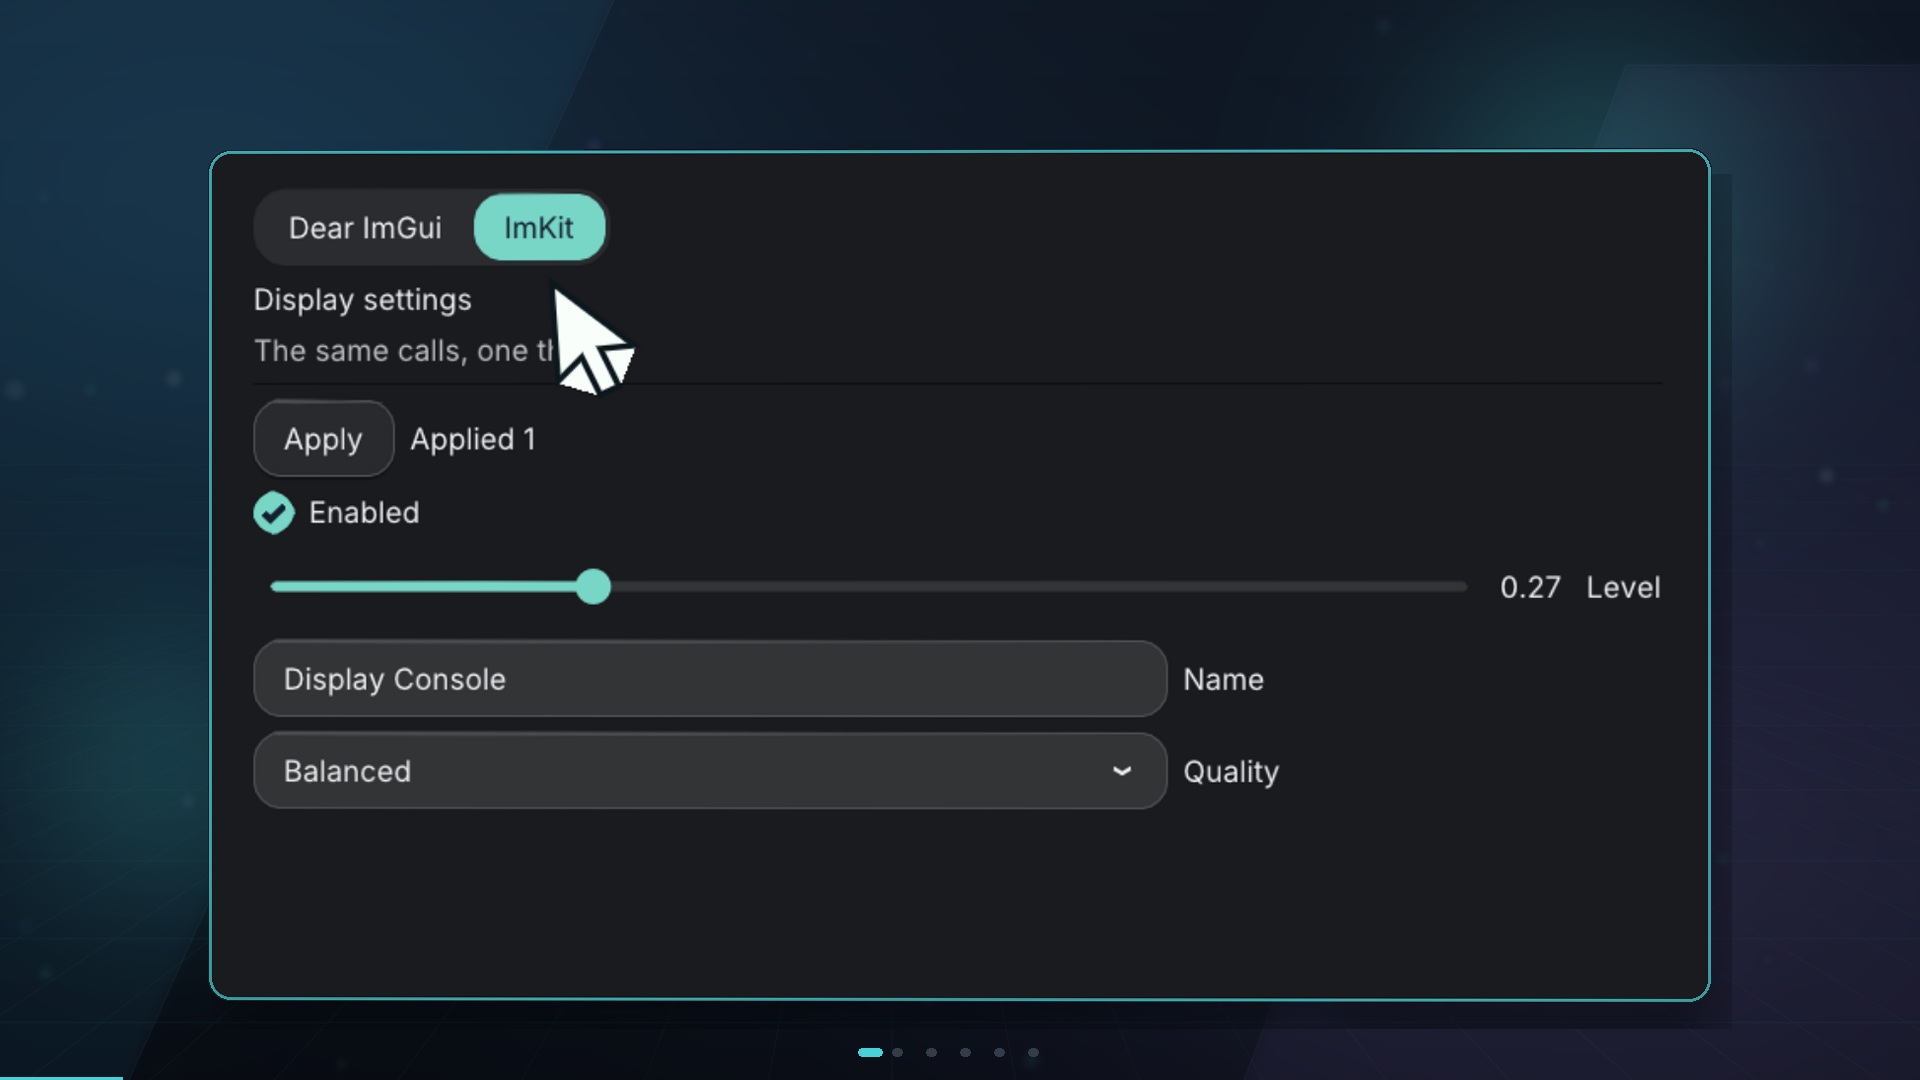 Dear ImGui ImKit
Display settings
The same calls, one
Apply Applied 1
Enabled
0.27 Level
Display Console Name
Balanced Quality